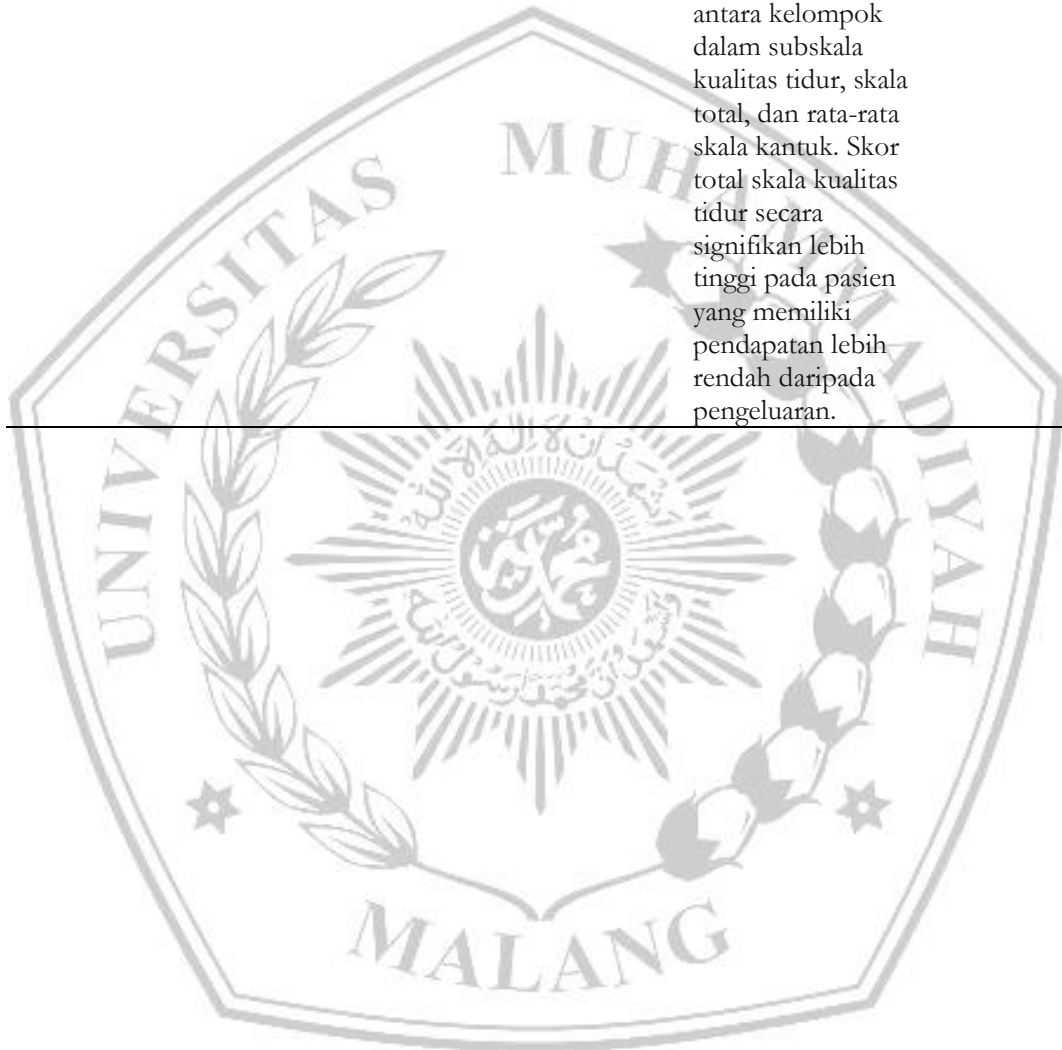 antara kelompok
dalam subskala
kualitas tidur, skala
total, dan rata-rata
skala kantuk. Skor
total skala kualitas
tidur secara
signifikan lebih
tinggi pada pasien
yang memiliki
pendapatan lebih
rendah daripada
pengeluaran.
UNIVERSITAS MUHAMMADIYAH
MALANG